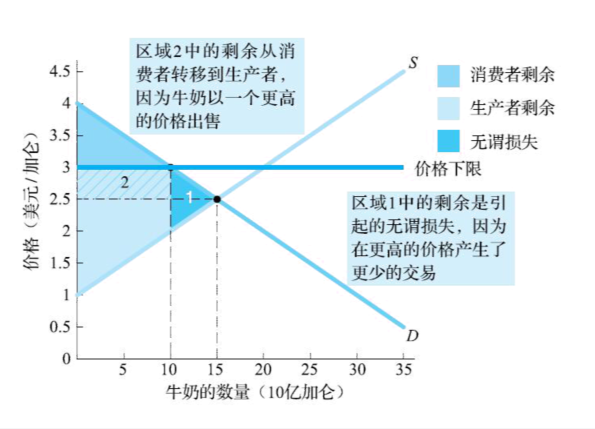 区域2中的剩余从消
费者转移到生产者，
因为牛奶以一个更高
的价格出售
S
消费者剩余
生产者剩余
无谓损失
价格下限
区域1中的剩余是引
起的无谓损失，因为
在更高的价格产生了
更少的交易
价格（美元/加仑）
4.5
4
3.5
3
2.5
2
1.5
1
0.5
0
2
1
D
5 10 15 20 25 30 35
牛奶的数量（10亿加仑）